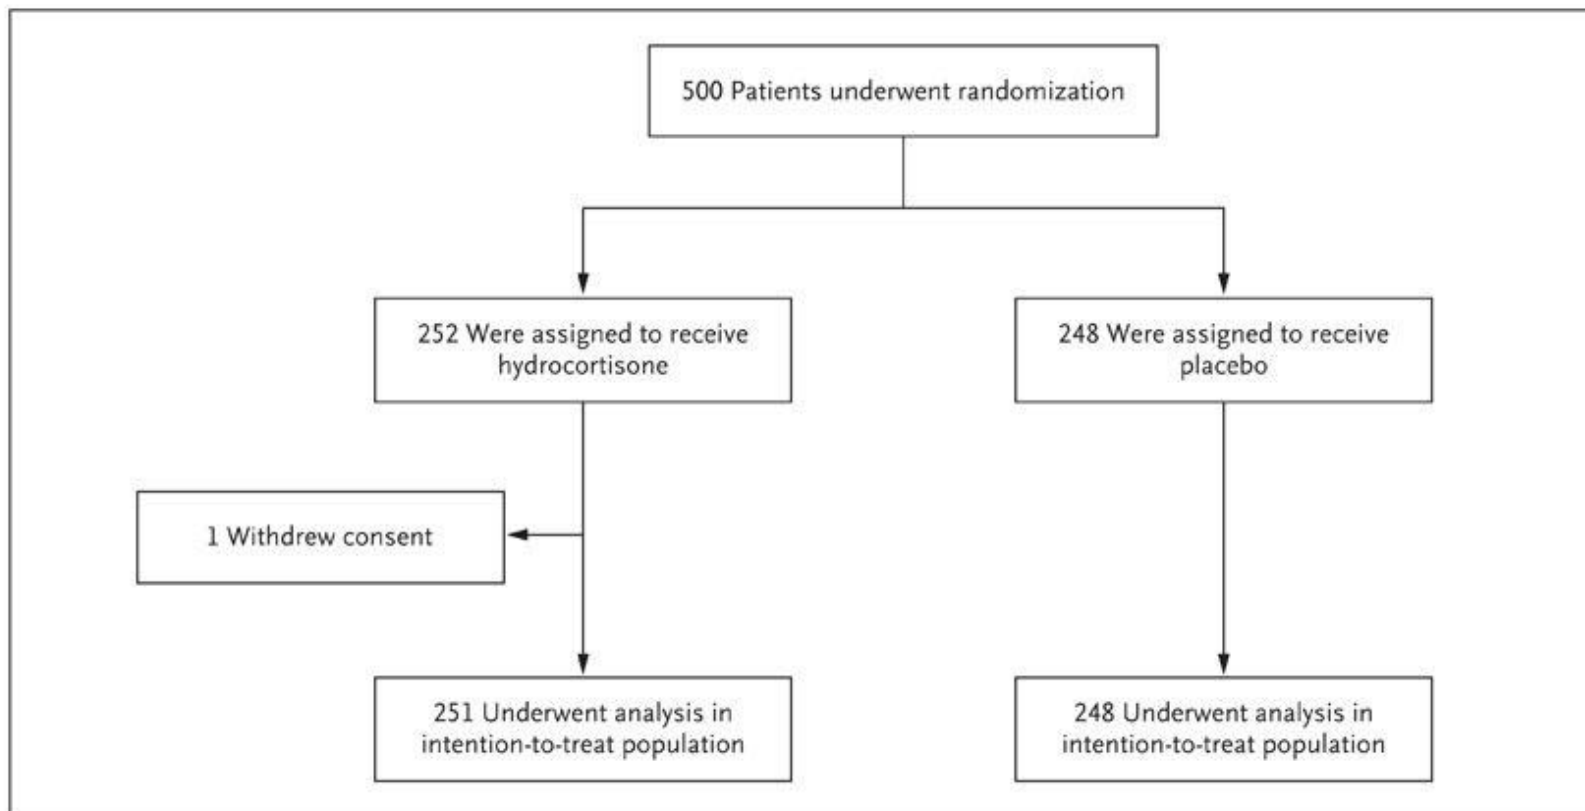 500 Patients underwent randomization
252 Were assigned to receive
hydrocortisone
248 Were assigned to receive
placebo
1 Withdrew consent
251 Underwent analysis in
intention-to-treat population
248 Underwent analysis in
intention-to-treat population